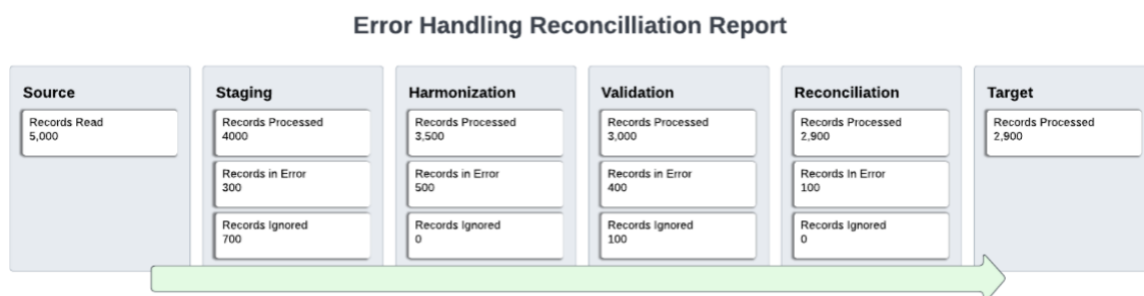 Error Handling Reconcilliation Report
Source
Records Read
5,000
Staging
Records Processed
4000
Records in Error
300
Records Ignored
700
Harmonization
Records Processed
3,500
Records in Error
500
Records Ignored
0
Validation
Records Processed
3,000
Records in Error
400
Records Ignored
100
Reconciliation
Records Processed
2,900
Records In Error
100
Records Ignored
0
Target
Records Processed
2,900